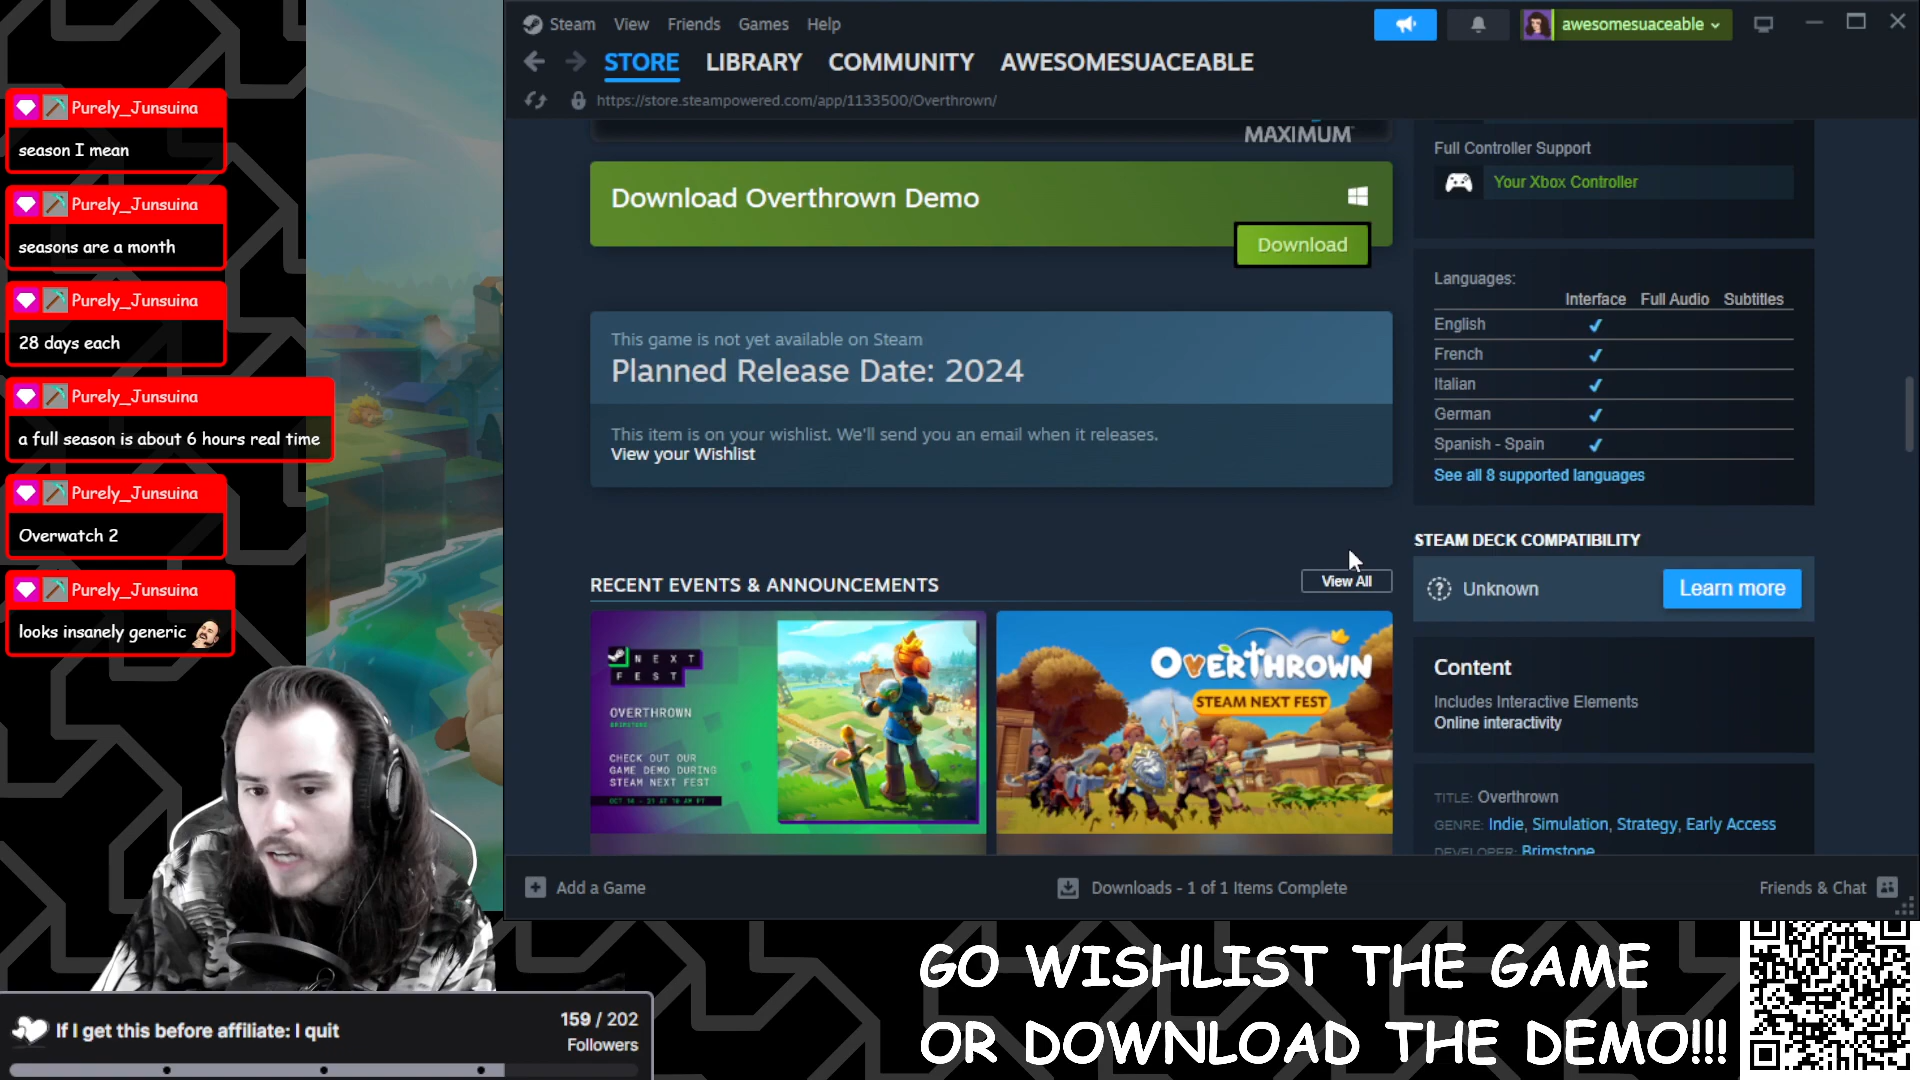 Steam View Friends Games Help
awesomesuaceable
STORE LIBRARY COMMUNITY AWESOMESUACEABLE
https://store.steampowered.com/app/1133500/Overthrown/
Purely_Junsuina
season I mean
Purely_Junsuina
seasons are a month
Purely_Junsuina
28 days each
Purely_Junsuina
a full season is about 6 hours real time
Purely_Junsuina
Overwatch 2
Purely_Junsuina
looks insanely generic
MAXIMUM
Download Overthrown Demo
Download
This game is not yet available on Steam
Planned Release Date: 2024
This item is on your wishlist. We'll send you an email when it releases.
View your Wishlist
RECENT EVENTS & ANNOUNCEMENTS
View All
NEXT
FEST
OVERTHROWN
BRIMSTONE
CHECK OUT OUR
GAME DEMO DURING
STEAM NEXT FEST
OCT 14 - 21 AT 10 AM PT
OVERTHROWN
STEAM NEXT FEST
Full Controller Support
Your Xbox Controller
Languages:
Interface Full Audio Subtitles
English ✔
French ✔
Italian ✔
German ✔
Spanish - Spain ✔
See all 8 supported languages
STEAM DECK COMPATIBILITY
Unknown
Learn more
Content
Includes Interactive Elements
Online interactivity
TITLE: Overthrown
GENRE: Indie, Simulation, Strategy, Early Access
DEVELOPER: Brimstone
Add a Game
Downloads - 1 of 1 Items Complete
Friends & Chat
If I get this before affiliate: I quit
159 / 202
Followers
GO WISHLIST THE GAME
OR DOWNLOAD THE DEMO!!!